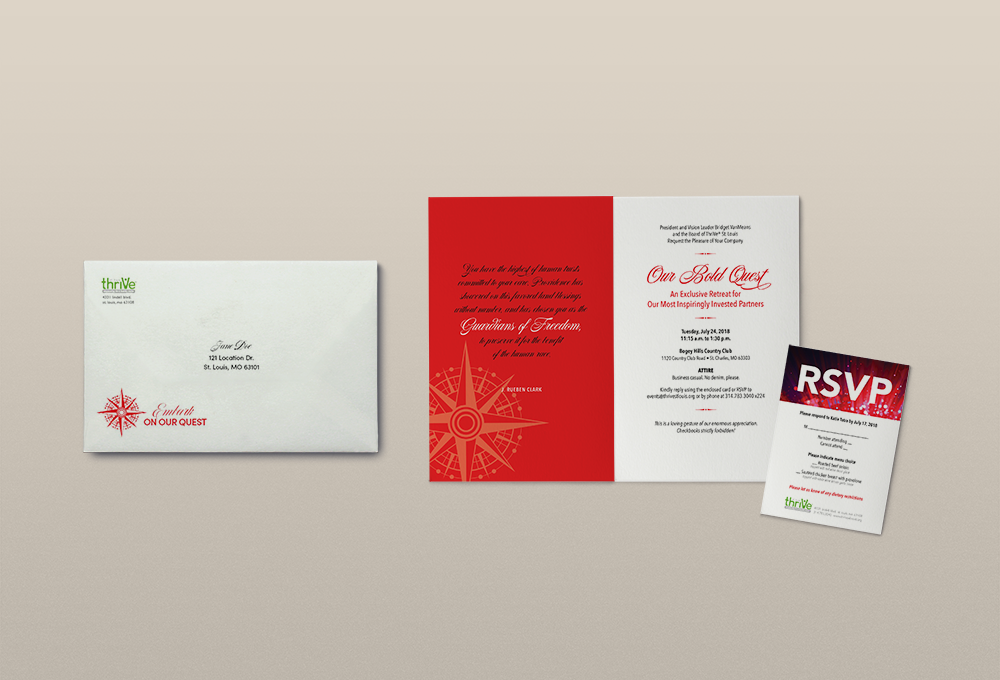 thriVe
st. louis, mo 63108
Jane Doe
121 Location Dr.
St. Louis, MO 63101
Embark
ON OUR QUEST
You have the highest of human trusts
committed to your care. Providence has
showered on this favored land blessings
without number, and has chosen you as the
Guardians of Freedom,
to preserve it for the benefit
of the human race.
J. RUEBEN CLARK
President and Vision Leader Bridget VanMeans
and the Board of ThriVe® St. Louis
Request the Pleasure of Your Company
Our Bold Quest
An Exclusive Retreat for
Our Most Inspiringly Invested Partners
Tuesday, July 24, 2018
11:15 a.m. to 1:30 p.m.
Bogey Hills Country Club
1120 Country Club Road • St. Charles, MO 63303
ATTIRE
Business casual. No denim, please.
Kindly reply using the enclosed card or RSVP to
events@thrivestlouis.org or by phone at 314.783.3040 x224
This is a loving gesture of our enormous appreciation.
Checkbooks strictly forbidden!
RSVP
Please respond to Katie Tutza by July 17, 2018
M
Number attending
Cannot attend
Please indicate menu choice
Roasted beef
chicken breast with
Please let us know of any dietary restrictions
thriVe